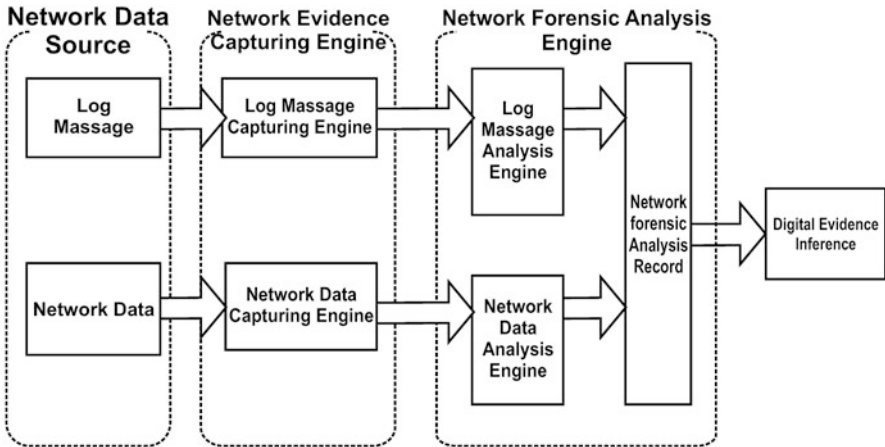 Network Data
Source
Network Evidence
Capturing Engine
Network Forensic Analysis
Engine
Log
Massage
Log Massage
Capturing Engine
Log
Massage
Analysis
Engine
Network
forensic
Analysis
Record
Digital Evidence
Inference
Network Data
Network Data
Capturing Engine
Network
Data
Analysis
Engine